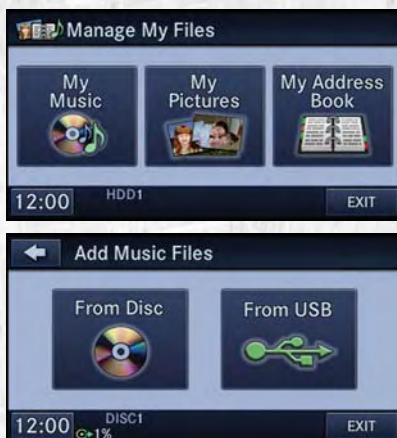 Manage My Files
My Music
My Pictures
My Address Book
12:00
HDD1
EXIT
Add Music Files
From Disc
From USB
12:00
DISC1
1%
EXIT